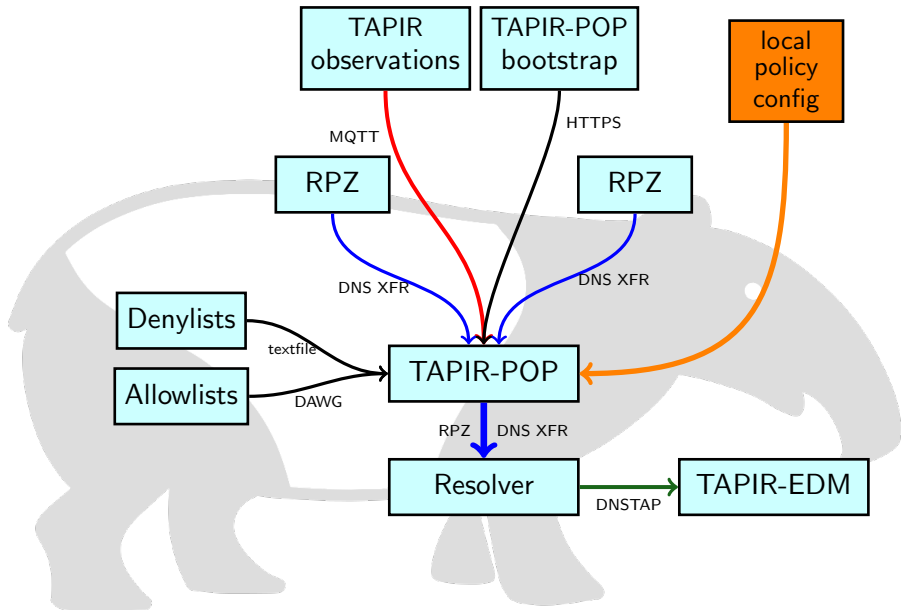 TAPIR
observations
TAPIR-POP
bootstrap
local
policy
config
MQTT
HTTPS
RPZ
RPZ
DNS XFR
DNS XFR
Denylists
textfile
TAPIR-POP
Allowlists
DAWG
RPZ
DNS XFR
Resolver
TAPIR-EDM
DNSTAP